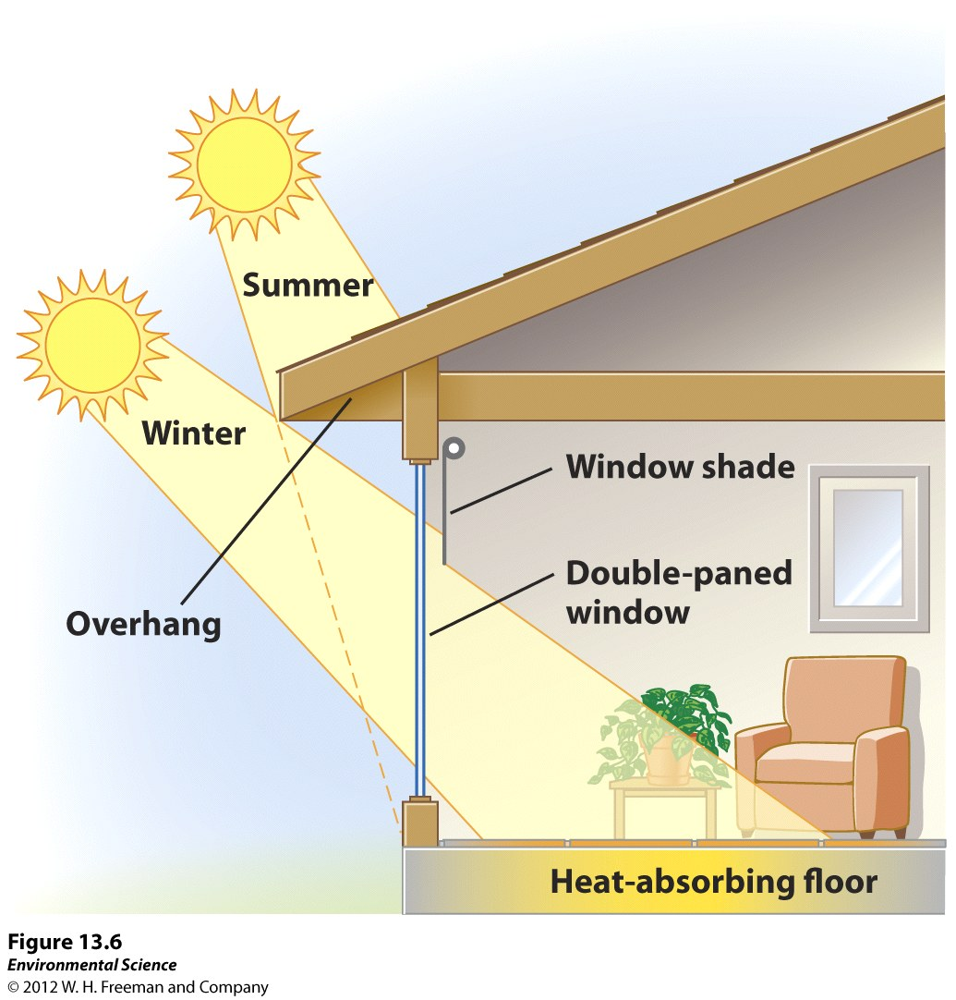 Summer
Winter
Window shade
Double-paned
window
Overhang
Heat-absorbing floor
Figure 13.6
Environmental Science
© 2012 W. H. Freeman and Company